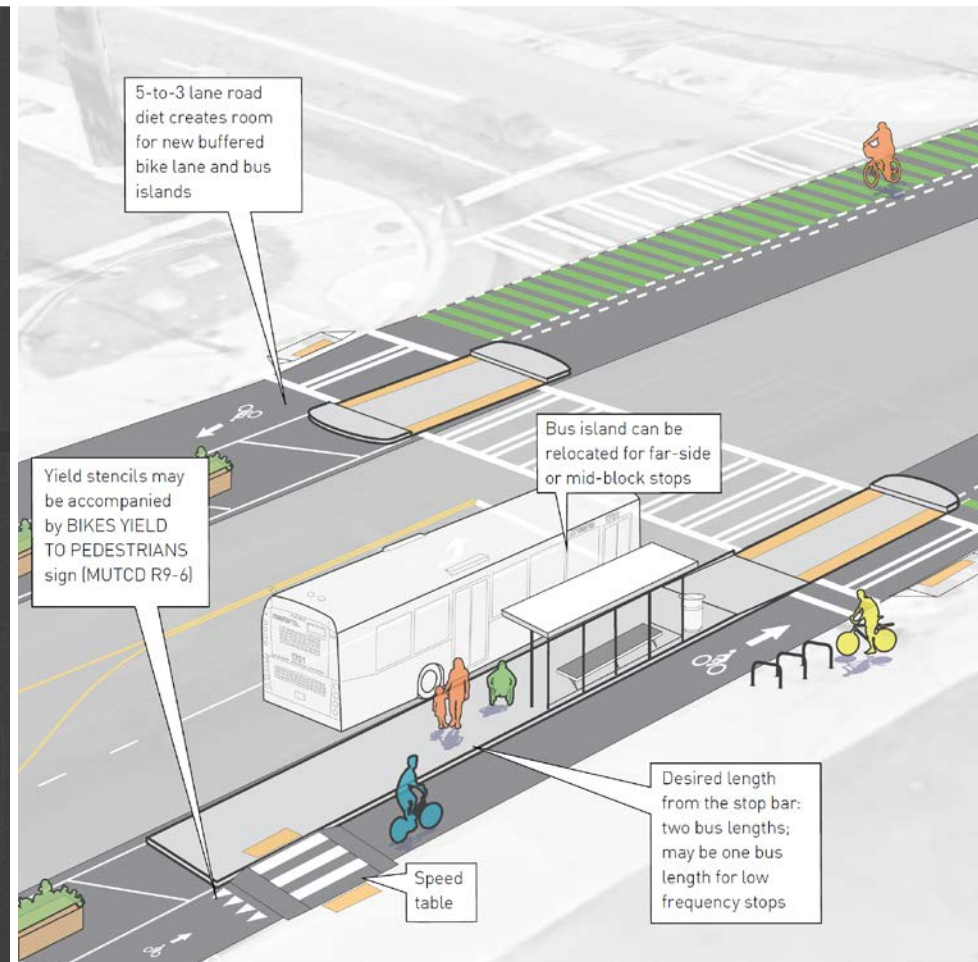 5-to-3 lane road
diet creates room
for new buffered
bike lane and bus
islands
Bus island can be
relocated for far-side
or mid-block stops
Yield stencils may
be accompanied
by BIKES YIELD
TO PEDESTRIANS
sign (MUTCD R9-6)
Desired length
from the stop bar:
two bus lengths;
may be one bus
length for low
frequency stops
Speed
table